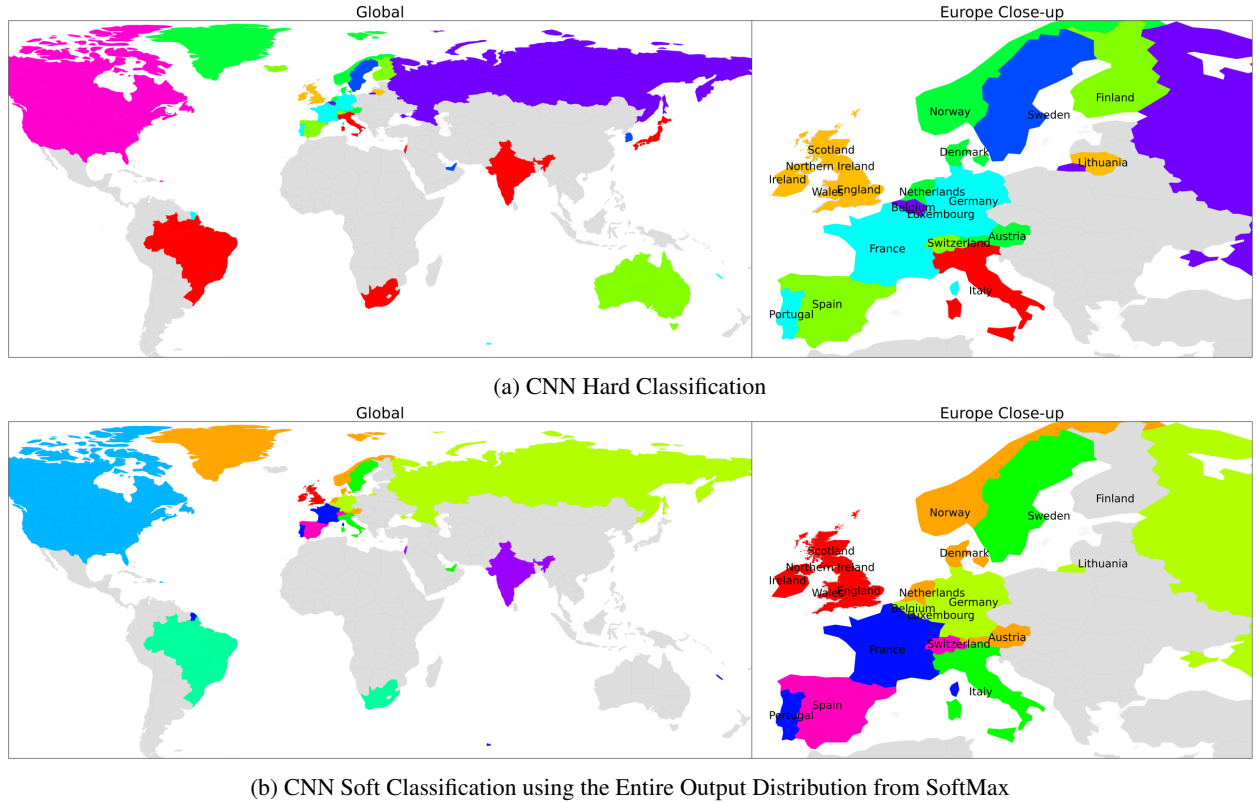 Global
Europe Close-up
Norway
Finland
Sweden
Scotland
Denmark
Northern Ireland
Lithuania
Ireland
Wales
England
Netherlands
Germany
Belgium
Luxembourg
Austria
France
Switzerland
Italy
Spain
Portugal
(a) CNN Hard Classification
Global
Europe Close-up
Finland
Norway
Sweden
Scotland
Denmark
Northern Ireland
Lithuania
Ireland
Wales
England
Netherlands
Germany
Belgium
Luxembourg
Austria
France
Switzerland
Italy
Spain
Portugal
(b) CNN Soft Classification using the Entire Output Distribution from SoftMax